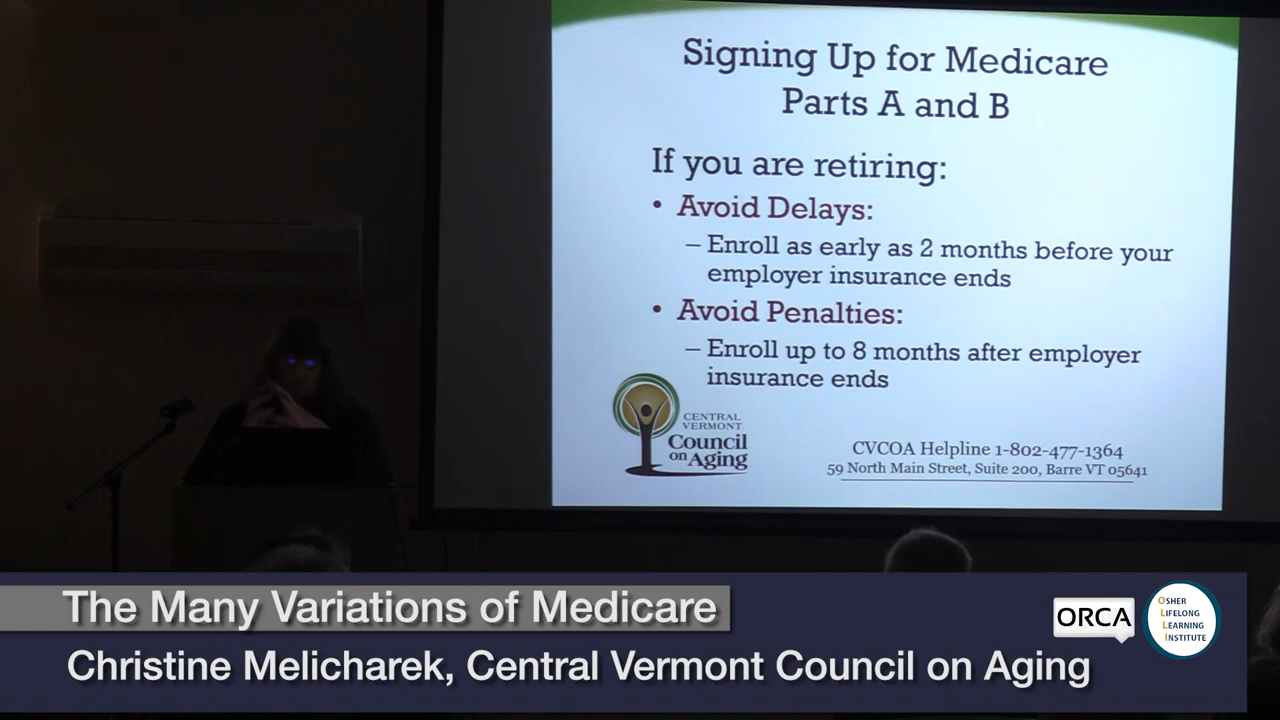 Signing Up for Medicare
Parts A and B
If you are retiring:
• Avoid Delays:
– Enroll as early as 2 months before your
employer insurance ends
• Avoid Penalties:
– Enroll up to 8 months after employer
insurance ends
CENTRAL
VERMONT
Council
on Aging
CVCOA Helpline 1-802-477-1364
59 North Main Street, Suite 200, Barre VT 05641
The Many Variations of Medicare
Christine Melicharek, Central Vermont Council on Aging
ORCA
OSHER
LIFELONG
LEARNING
INSTITUTE